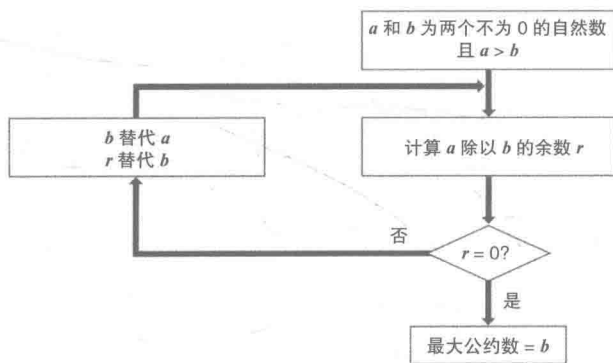 a 和 b 为两个不为 0 的自然数
且 a > b
b 替代 a
r 替代 b
计算 a 除以 b 的余数 r
否
r = 0?
是
最大公约数 = b